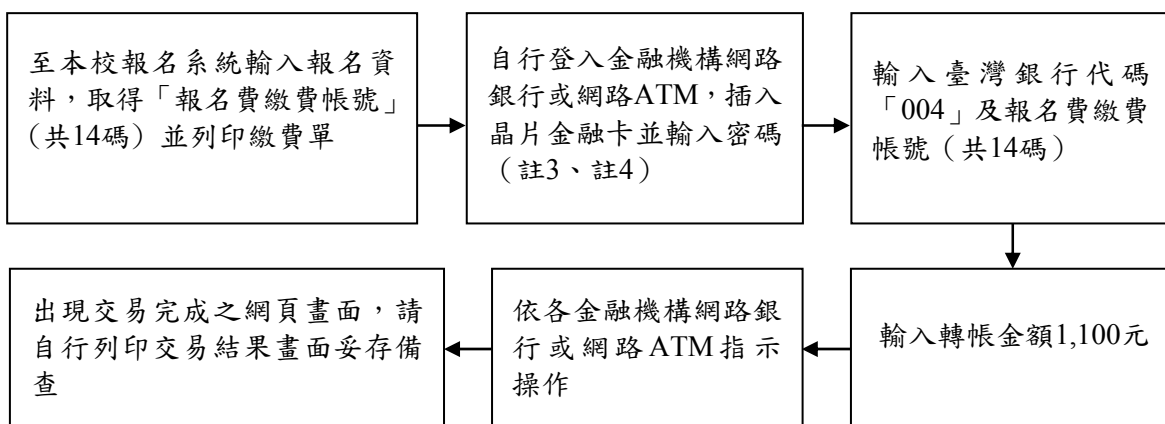 至本校報名系統輸入報名資
料，取得「報名費繳費帳號」
（共14碼）並列印繳費單
自行登入金融機構網路
銀行或網路ATM，插入
晶片金融卡並輸入密碼
（註3、註4）
輸入臺灣銀行代碼
「004」及報名費繳費
帳號（共14碼）
輸入轉帳金額1,100元
依各金融機構網路銀
行或網路ATM指示
操作
出現交易完成之網頁畫面，請
自行列印交易結果畫面妥存備
查